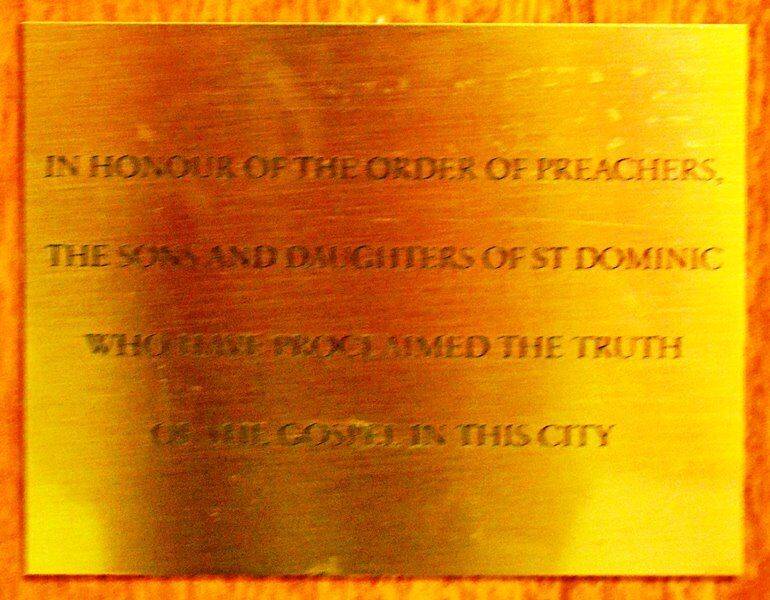 IN HONOUR OF THE ORDER OF PREACHERS,
THE SONS AND DAUGHTERS OF ST DOMINIC
WHO HAVE PROCLAIMED THE TRUTH
OF THE GOSPEL IN THIS CITY